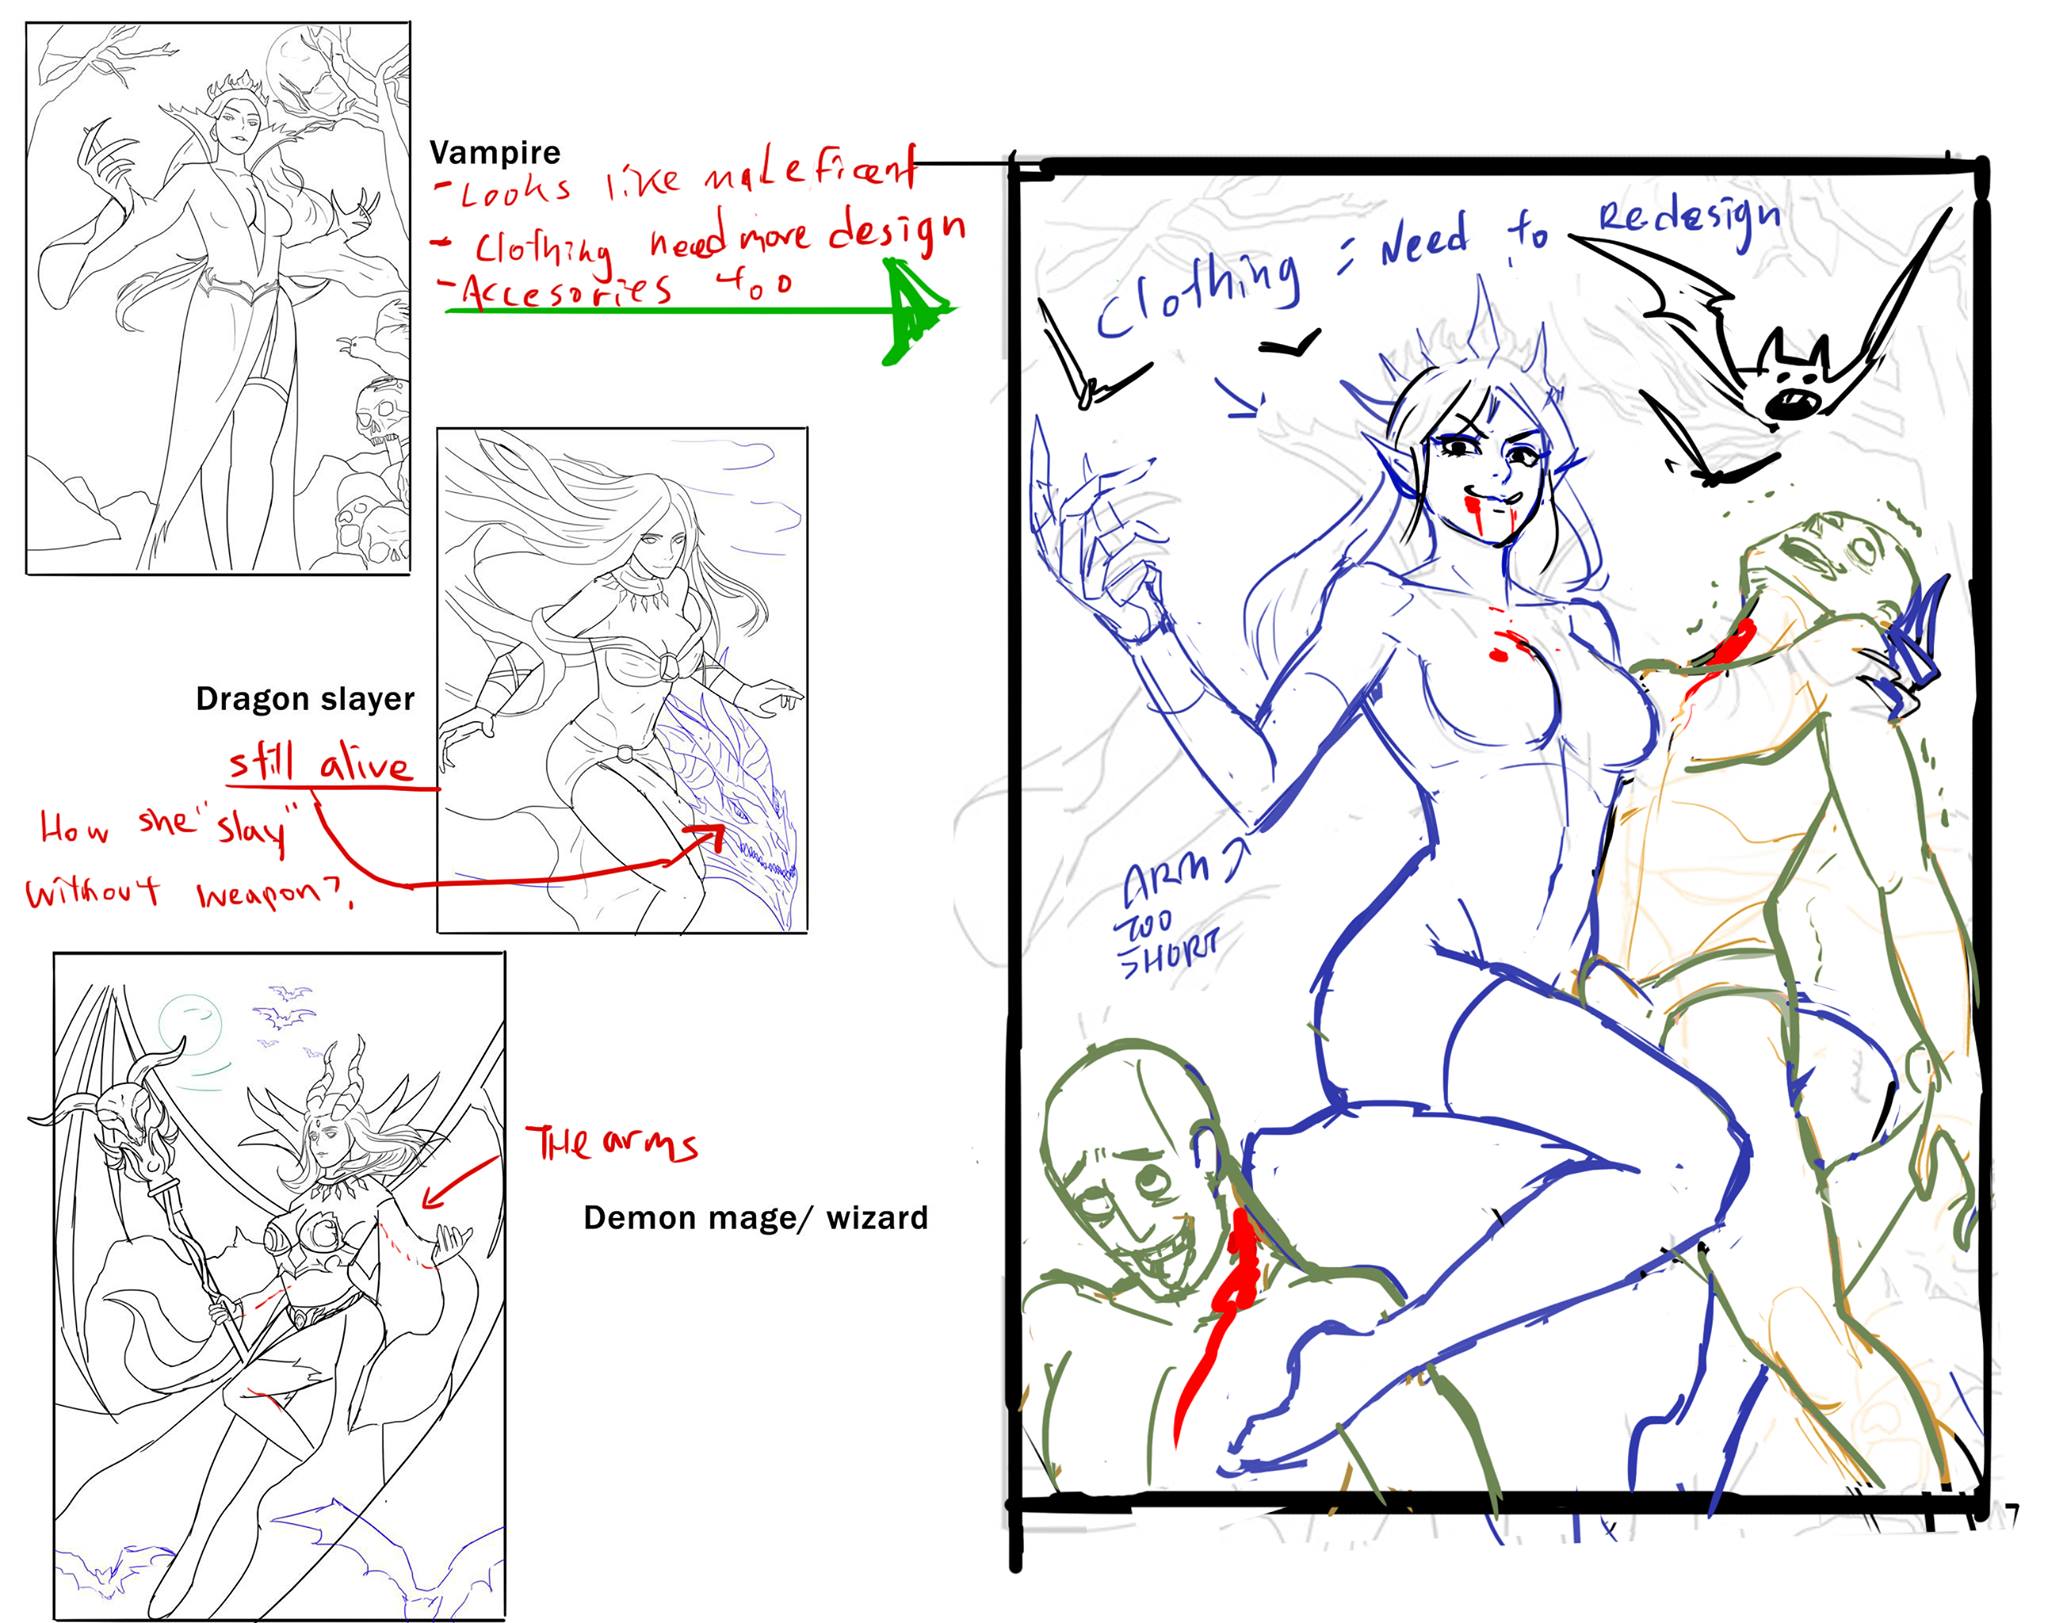 Vampire
- Looks like maleficent
- Clothing need more design
- Accesories too
Clothing = Need to Redesign
Dragon slayer
still alive
How she "slay"
without weapon?
ARM
TOO
SHORT
THe arms
Demon mage/ wizard